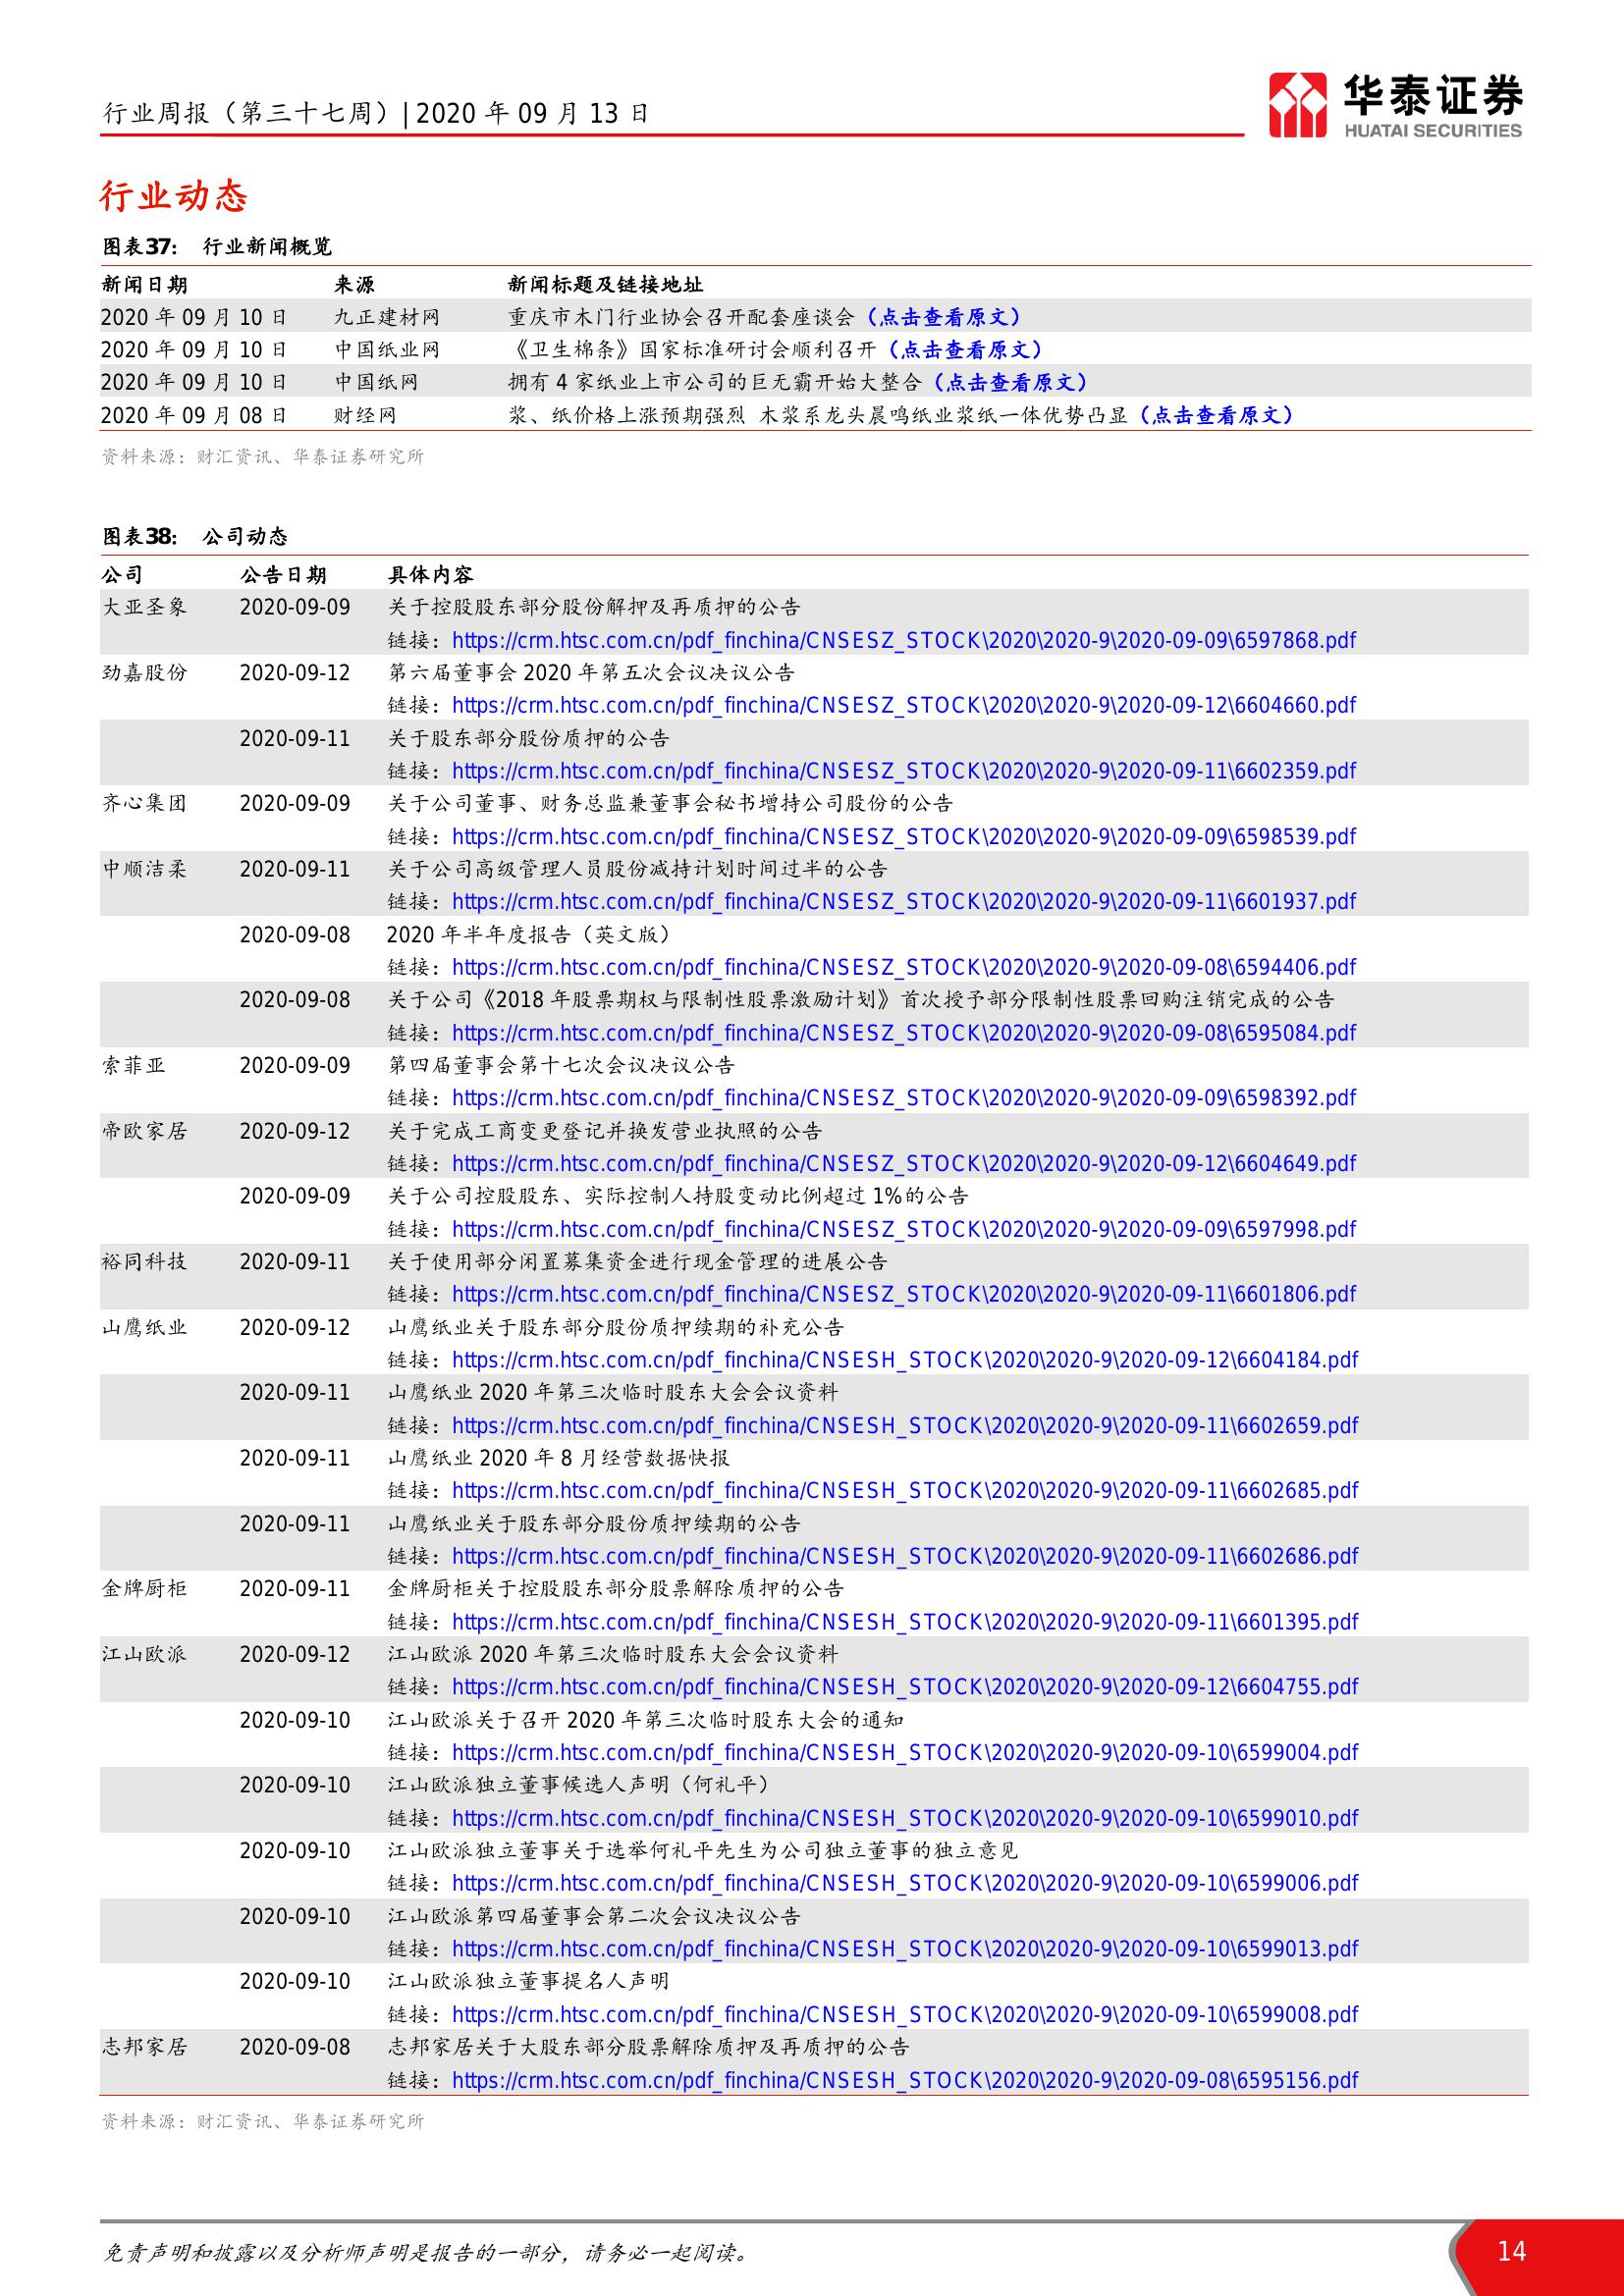 行业周报（第三十七周）| 2020 年 09 月 13 日
华泰证券
HUATAI SECURITIES
行业动态
图表37： 行业新闻概览
新闻日期 来源 新闻标题及链接地址
2020 年 09 月 10 日 九正建材网 重庆市木门行业协会召开配套座谈会（点击查看原文）
2020 年 09 月 10 日 中国纸业网 《卫生棉条》国家标准研讨会顺利召开（点击查看原文）
2020 年 09 月 10 日 中国纸网 拥有 4 家纸业上市公司的巨无霸开始大整合（点击查看原文）
2020 年 09 月 08 日 财经网 浆、纸价格上涨预期强烈 木浆系龙头晨鸣纸业浆纸一体优势凸显（点击查看原文）
资料来源：财汇资讯、华泰证券研究所
图表38： 公司动态
公司 公告日期 具体内容
大亚圣象 2020-09-09 关于控股股东部分股份解押及再质押的公告
链接：https://crm.htsc.com.cn/pdf_finchina/CNSESZ_STOCK\2020\2020-9\2020-09-09\6597868.pdf
劲嘉股份 2020-09-12 第六届董事会 2020 年第五次会议决议公告
链接：https://crm.htsc.com.cn/pdf_finchina/CNSESZ_STOCK\2020\2020-9\2020-09-12\6604660.pdf
2020-09-11 关于股东部分股份质押的公告
链接：https://crm.htsc.com.cn/pdf_finchina/CNSESZ_STOCK\2020\2020-9\2020-09-11\6602359.pdf
齐心集团 2020-09-09 关于公司董事、财务总监兼董事会秘书增持公司股份的公告
链接：https://crm.htsc.com.cn/pdf_finchina/CNSESZ_STOCK\2020\2020-9\2020-09-09\6598539.pdf
中顺洁柔 2020-09-11 关于公司高级管理人员股份减持计划时间过半的公告
链接：https://crm.htsc.com.cn/pdf_finchina/CNSESZ_STOCK\2020\2020-9\2020-09-11\6601937.pdf
2020-09-08 2020 年半年度报告（英文版）
链接：https://crm.htsc.com.cn/pdf_finchina/CNSESZ_STOCK\2020\2020-9\2020-09-08\6594406.pdf
2020-09-08 关于公司《2018 年股票期权与限制性股票激励计划》首次授予部分限制性股票回购注销完成的公告
链接：https://crm.htsc.com.cn/pdf_finchina/CNSESZ_STOCK\2020\2020-9\2020-09-08\6595084.pdf
索菲亚 2020-09-09 第四届董事会第十七次会议决议公告
链接：https://crm.htsc.com.cn/pdf_finchina/CNSESZ_STOCK\2020\2020-9\2020-09-09\6598392.pdf
帝欧家居 2020-09-12 关于完成工商变更登记并换发营业执照的公告
链接：https://crm.htsc.com.cn/pdf_finchina/CNSESZ_STOCK\2020\2020-9\2020-09-12\6604649.pdf
2020-09-09 关于公司控股股东、实际控制人持股变动比例超过 1%的公告
链接：https://crm.htsc.com.cn/pdf_finchina/CNSESZ_STOCK\2020\2020-9\2020-09-09\6597998.pdf
裕同科技 2020-09-11 关于使用部分闲置募集资金进行现金管理的进展公告
链接：https://crm.htsc.com.cn/pdf_finchina/CNSESZ_STOCK\2020\2020-9\2020-09-11\6601806.pdf
山鹰纸业 2020-09-12 山鹰纸业关于股东部分股份质押续期的补充公告
链接：https://crm.htsc.com.cn/pdf_finchina/CNSESH_STOCK\2020\2020-9\2020-09-12\6604184.pdf
2020-09-11 山鹰纸业 2020 年第三次临时股东大会会议资料
链接：https://crm.htsc.com.cn/pdf_finchina/CNSESH_STOCK\2020\2020-9\2020-09-11\6602659.pdf
2020-09-11 山鹰纸业 2020 年 8 月经营数据快报
链接：https://crm.htsc.com.cn/pdf_finchina/CNSESH_STOCK\2020\2020-9\2020-09-11\6602685.pdf
2020-09-11 山鹰纸业关于股东部分股份质押续期的公告
链接：https://crm.htsc.com.cn/pdf_finchina/CNSESH_STOCK\2020\2020-9\2020-09-11\6602686.pdf
金牌厨柜 2020-09-11 金牌厨柜关于控股股东部分股票解除质押的公告
链接：https://crm.htsc.com.cn/pdf_finchina/CNSESH_STOCK\2020\2020-9\2020-09-11\6601395.pdf
江山欧派 2020-09-12 江山欧派 2020 年第三次临时股东大会会议资料
链接：https://crm.htsc.com.cn/pdf_finchina/CNSESH_STOCK\2020\2020-9\2020-09-12\6604755.pdf
2020-09-10 江山欧派关于召开 2020 年第三次临时股东大会的通知
链接：https://crm.htsc.com.cn/pdf_finchina/CNSESH_STOCK\2020\2020-9\2020-09-10\6599004.pdf
2020-09-10 江山欧派独立董事候选人声明（何礼平）
链接：https://crm.htsc.com.cn/pdf_finchina/CNSESH_STOCK\2020\2020-9\2020-09-10\6599010.pdf
2020-09-10 江山欧派独立董事关于选举何礼平先生为公司独立董事的独立意见
链接：https://crm.htsc.com.cn/pdf_finchina/CNSESH_STOCK\2020\2020-9\2020-09-10\6599006.pdf
2020-09-10 江山欧派第四届董事会第二次会议决议公告
链接：https://crm.htsc.com.cn/pdf_finchina/CNSESH_STOCK\2020\2020-9\2020-09-10\6599013.pdf
2020-09-10 江山欧派独立董事提名人声明
链接：https://crm.htsc.com.cn/pdf_finchina/CNSESH_STOCK\2020\2020-9\2020-09-10\6599008.pdf
志邦家居 2020-09-08 志邦家居关于大股东部分股票解除质押及再质押的公告
链接：https://crm.htsc.com.cn/pdf_finchina/CNSESH_STOCK\2020\2020-9\2020-09-08\6595156.pdf
资料来源：财汇资讯、华泰证券研究所
免责声明和披露以及分析师声明是报告的一部分，请务必一起阅读。
14